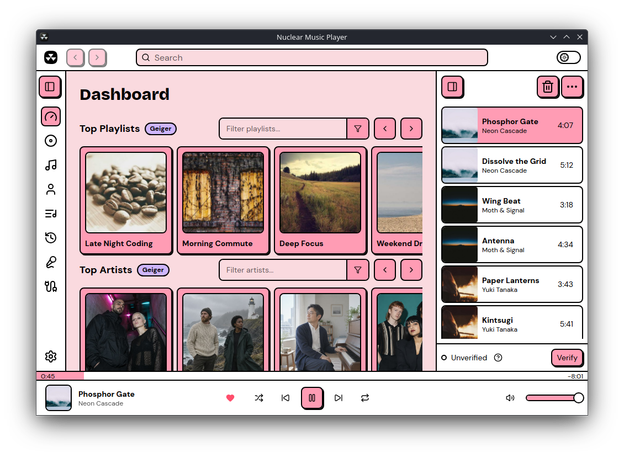 Nuclear Music Player
Search
Dashboard
Top Playlists
Geiger
Filter playlists...
Late Night Coding
Morning Commute
Deep Focus
Weekend Dr
Top Artists
Geiger
Filter artists...
Phosphor Gate
Neon Cascade
4:07
Dissolve the Grid
Neon Cascade
5:12
Wing Beat
Moth & Signal
3:18
Antenna
Moth & Signal
4:34
Paper Lanterns
Yuki Tanaka
3:43
Kintsugi
Yuki Tanaka
5:41
Unverified
Verify
0:45
-8:01
Phosphor Gate
Neon Cascade